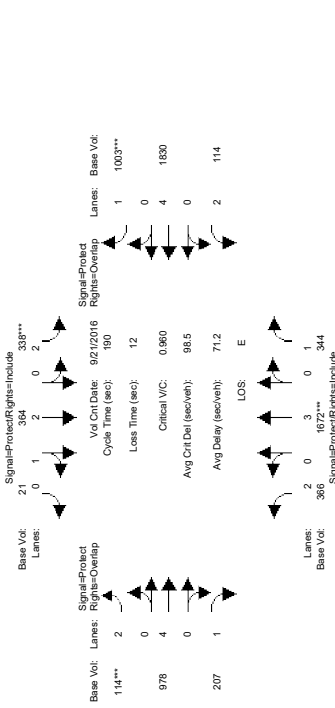 Signal=Protect/Rights=Include
Base Vol: 21 364 338***
Lanes: 0 1 2 0 2
Signal=Protect
Rights=Overlap
Vol Cnt Date: 9/21/2016
Signal=Protect
Rights=Overlap
Base Vol: Lanes:
Cycle Time (sec): 190
Lanes: Base Vol:
114*** 2
1 1003***
0
Loss Time (sec): 12
0
978 4
Critical V/C: 0.960
4 1830
0
Avg Crit Del (sec/veh): 98.5
0
207 1
Avg Delay (sec/veh): 71.2
2 114
LOS: E
Lanes: 2 0 3 0 1
Base Vol: 366 1672*** 344
Signal=Protect/Rights=Include